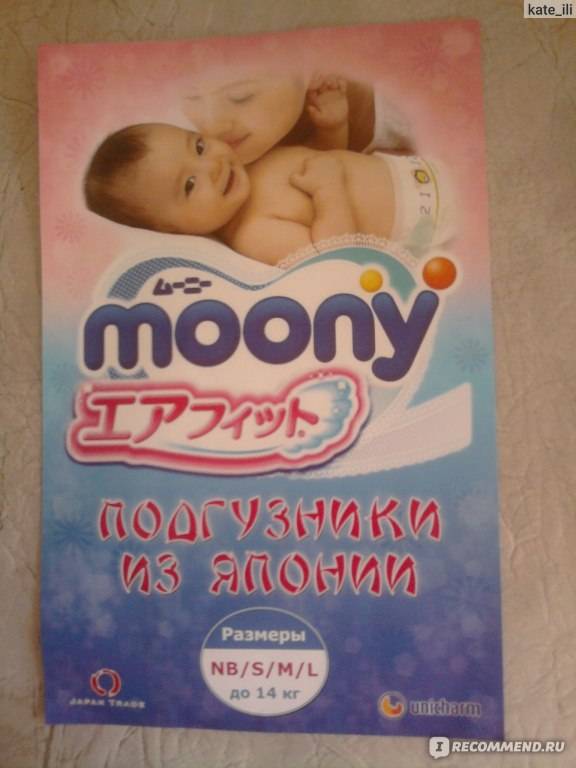 kate_ili
ムーニー
moony
エアフィット
ПОДГУЗНИКИ
ИЗ ЯПОНИИ
Размеры
NB/S/M/L
до 14 кг
JAPAN TRADE
unicharm
IRECOMMEND.RU